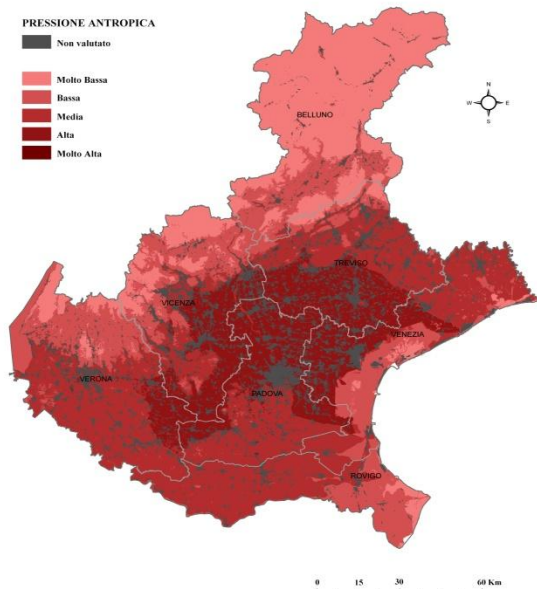 PRESSIONE ANTROPICA
Non valutato
Molto Bassa
Bassa
Media
Alta
Molto Alta
N
W E
S
BELLUNO
TREVISO
VICENZA
VENEZIA
VERONA
PADOVA
ROVIGO
0 15 30 60 Km